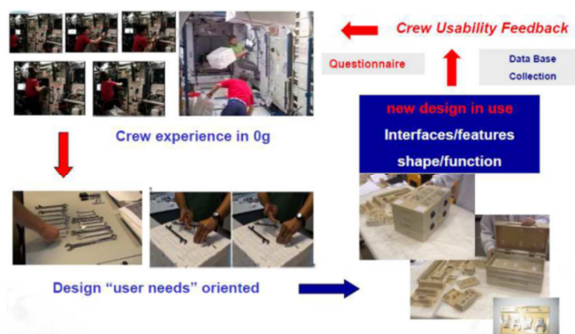 Crew Usability Feedback
Questionnaire
Data Base
Collection
new design in use
Interfaces/features
shape/function
Crew experience in 0g
Design “user needs” oriented